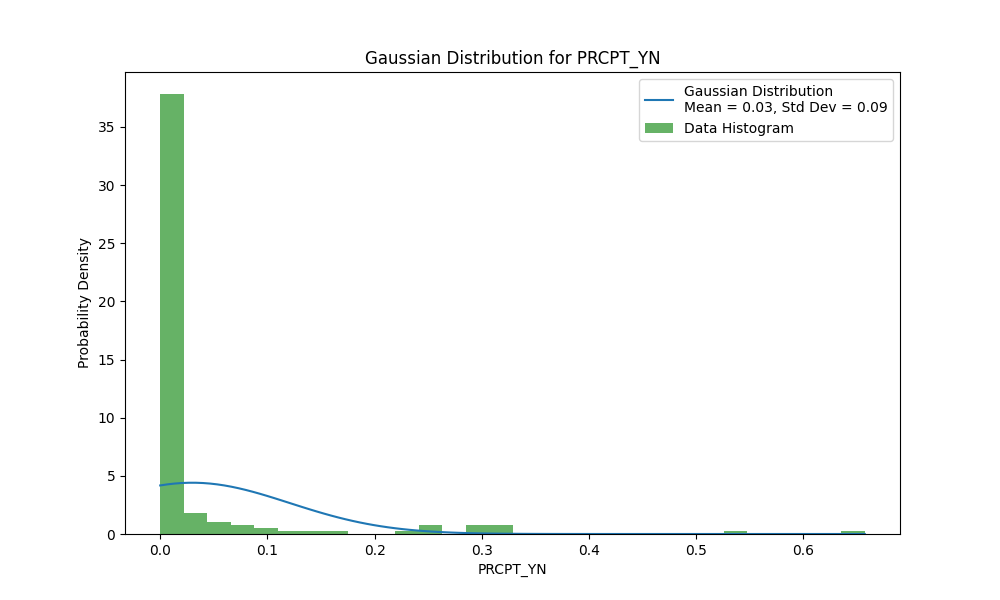 Gaussian Distribution for PRCPT_YN
Gaussian Distribution
Mean = 0.03, Std Dev = 0.09
Data Histogram
Probability Density
35
30
25
20
15
10
5
0
0.0 0.1 0.2 0.3 0.4 0.5 0.6
PRCPT_YN